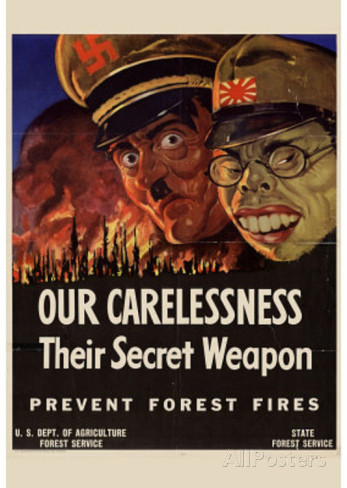 OUR CARELESSNESS
Their Secret Weapon
PREVENT FOREST FIRES
U. S. DEPT. OF AGRICULTURE
FOREST SERVICE
STATE
FOREST SERVICE
AllPosters